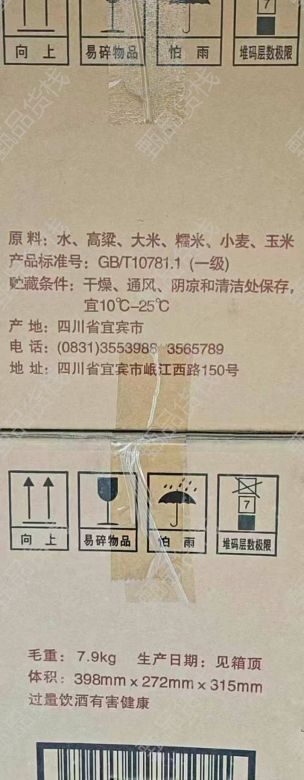 7
向上 易碎物品 怕雨 堆码层数极限
原料：水、高粱、大米、糯米、小麦、玉米
产品标准号：GB/T10781.1（一级）
贮藏条件：干燥、通风、阴凉和清洁处保存，
宜10℃-25℃
产地：四川省宜宾市
电话：(0831)3553986 3565789
地址：四川省宜宾市岷江西路150号
7
向上 易碎物品 怕雨 堆码层数极限
毛重：7.9kg 生产日期：见箱顶
体积：398mm x 272mm x 315mm
过量饮酒有害健康